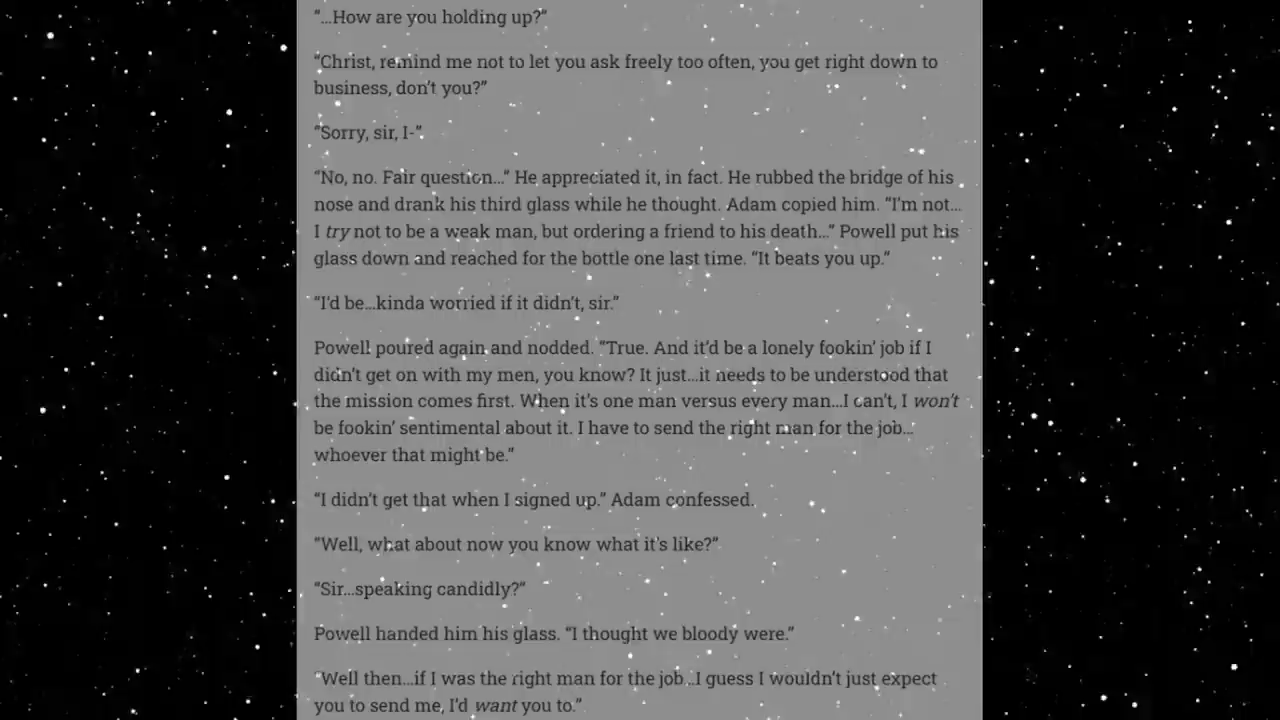 “…How are you holding up?”
“Christ, remind me not to let you ask freely too often, you get right down to
business, don’t you?”
“Sorry, sir, I-”
“No, no. Fair question…” He appreciated it, in fact. He rubbed the bridge of his
nose and drank his third glass while he thought. Adam copied him. “I’m not…
I try not to be a weak man, but ordering a friend to his death…” Powell put his
glass down and reached for the bottle one last time. “It beats you up.”
“I’d be…kinda worried if it didn’t, sir.”
Powell poured again and nodded. “True. And it’d be a lonely fookin’ job if I
didn’t get on with my men, you know? It just…it needs to be understood that
the mission comes first. When it’s one man versus every man…I can’t, I won’t
be fookin’ sentimental about it. I have to send the right man for the job…
whoever that might be.”
“I didn’t get that when I signed up.” Adam confessed.
“Well, what about now you know what it’s like?”
“Sir…speaking candidly?”
Powell handed him his glass. “I thought we bloody were.”
“Well then…if I was the right man for the job…I guess I wouldn’t just expect
you to send me, I’d want you to.”